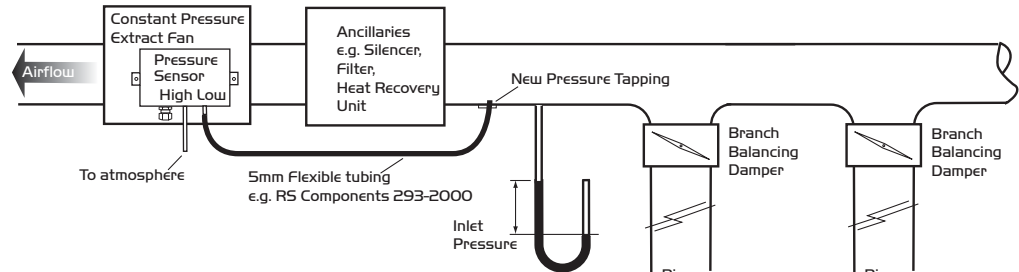 Constant Pressure
Extract Fan
Pressure
Sensor
High Low
Airflow
Ancillaries
e.g. Silencer,
Filter,
Heat Recovery
Unit
New Pressure Tapping
To atmosphere
5mm Flexible tubing
e.g. RS Components 293-2000
Inlet
Pressure
Branch
Balancing
Damper
Branch
Balancing
Damper